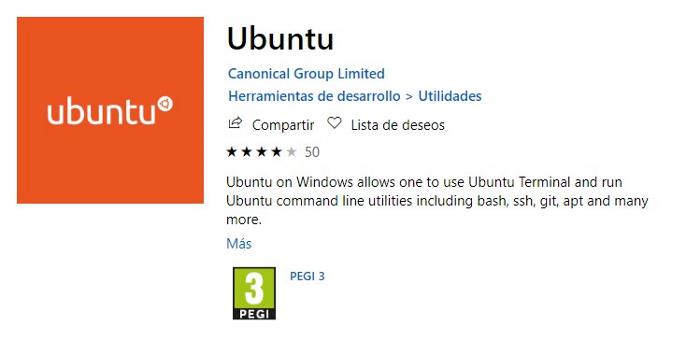 ubuntu
Ubuntu
Canonical Group Limited
Herramientas de desarrollo > Utilidades
Compartir Lista de deseos
50
Ubuntu on Windows allows one to use Ubuntu Terminal and run
Ubuntu command line utilities including bash, ssh, git, apt and many
more.
Más
3
PEGI
PEGI 3